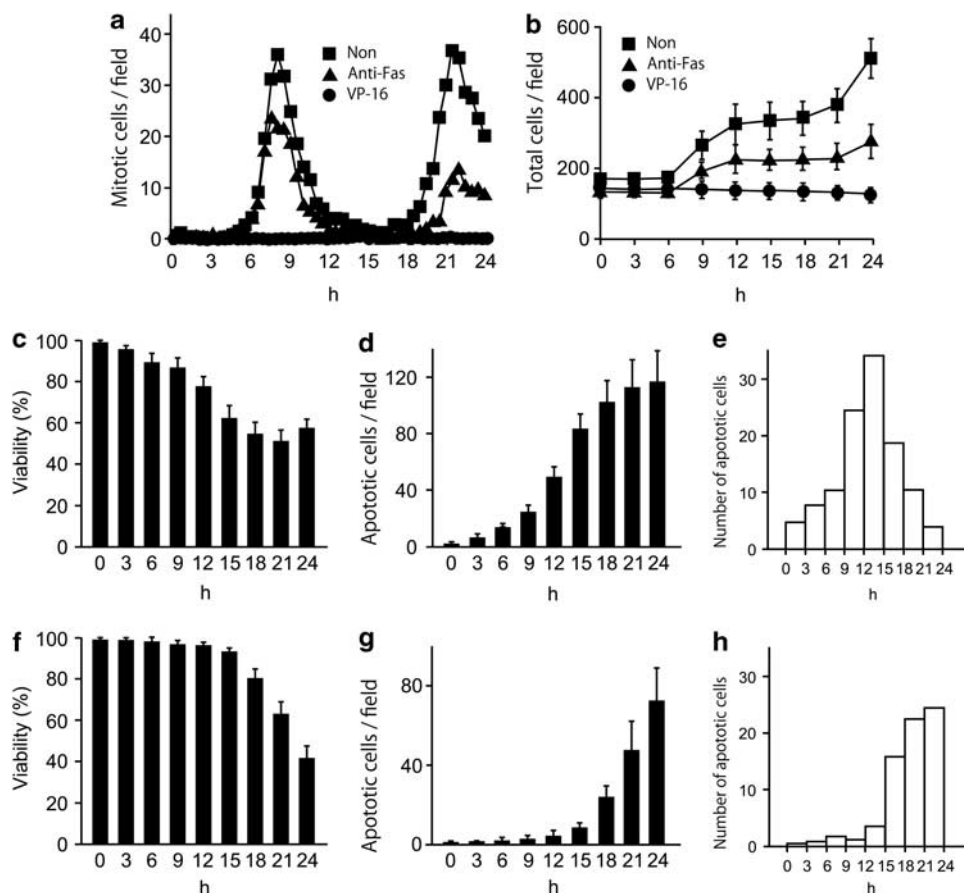 a
Mitotic cells / field
40
30
20
10
0
Non
Anti-Fas
VP-16
0 3 6 9 12 15 18 21 24
h
b
Total cells / field
600
400
200
0
Non
Anti-Fas
VP-16
0 3 6 9 12 15 18 21 24
h
c
Viability (%)
100
80
60
40
20
0
0 3 6 9 12 15 18 21 24
h
d
Apototic cells / field
120
80
40
0
0 3 6 9 12 15 18 21 24
h
e
Number of apoptotic cells
30
20
10
0
0 3 6 9 12 15 18 21 24
h
f
Viability (%)
100
80
60
40
20
0
0 3 6 9 12 15 18 21 24
h
g
Apototic cells / field
80
40
0
0 3 6 9 12 15 18 21 24
h
h
Number of apototic cells
30
20
10
0
0 3 6 9 12 15 18 21 24
h